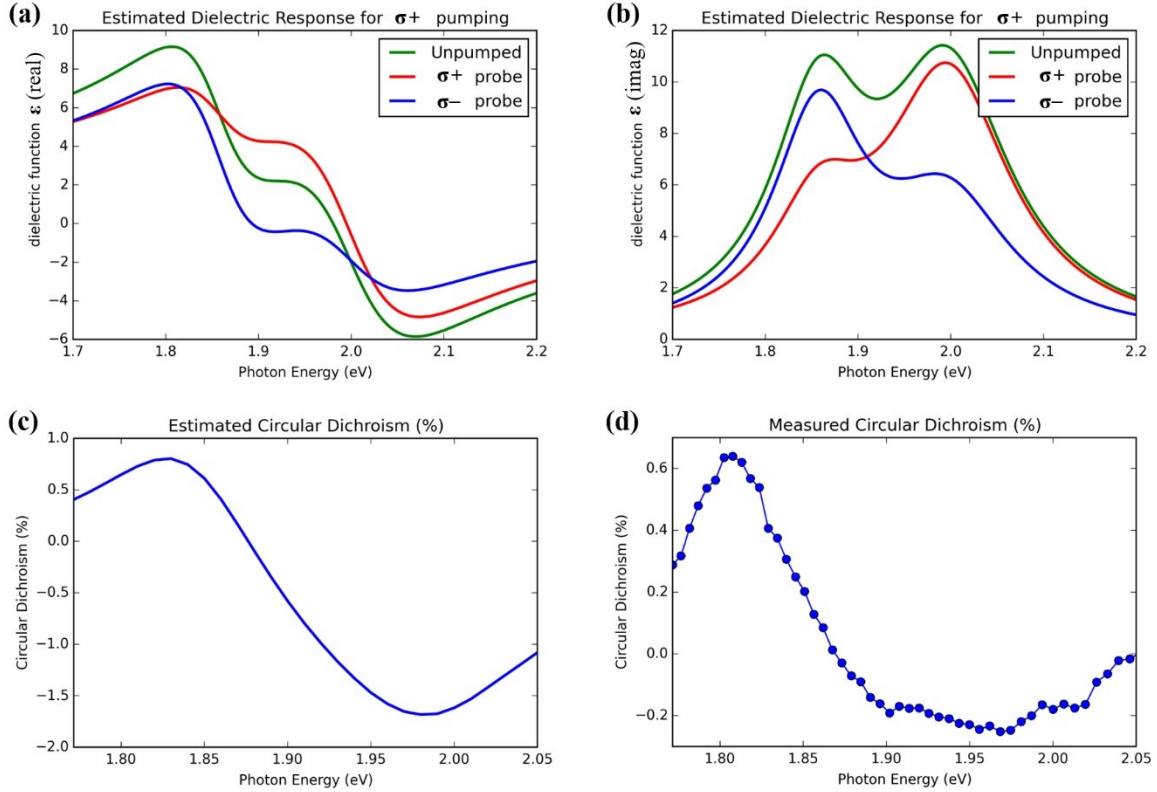 (a)
Estimated Dielectric Response for σ+ pumping
dielectric function ε (real)
10
8
6
4
2
0
−2
−4
−6
Unpumped
σ+ probe
σ− probe
1.7 1.8 1.9 2.0 2.1 2.2
Photon Energy (eV)
(b)
Estimated Dielectric Response for σ+ pumping
dielectric function ε (imag)
12
10
8
6
4
2
0
Unpumped
σ+ probe
σ− probe
1.7 1.8 1.9 2.0 2.1 2.2
Photon Energy (eV)
(c)
Estimated Circular Dichroism (%)
Circular Dichroism (%)
1.0
0.5
0.0
−0.5
−1.0
−1.5
−2.0
1.80 1.85 1.90 1.95 2.00 2.05
Photon Energy (eV)
(d)
Measured Circular Dichroism (%)
Circular Dichroism (%)
0.6
0.4
0.2
0.0
−0.2
1.80 1.85 1.90 1.95 2.00 2.05
Photon Energy (eV)